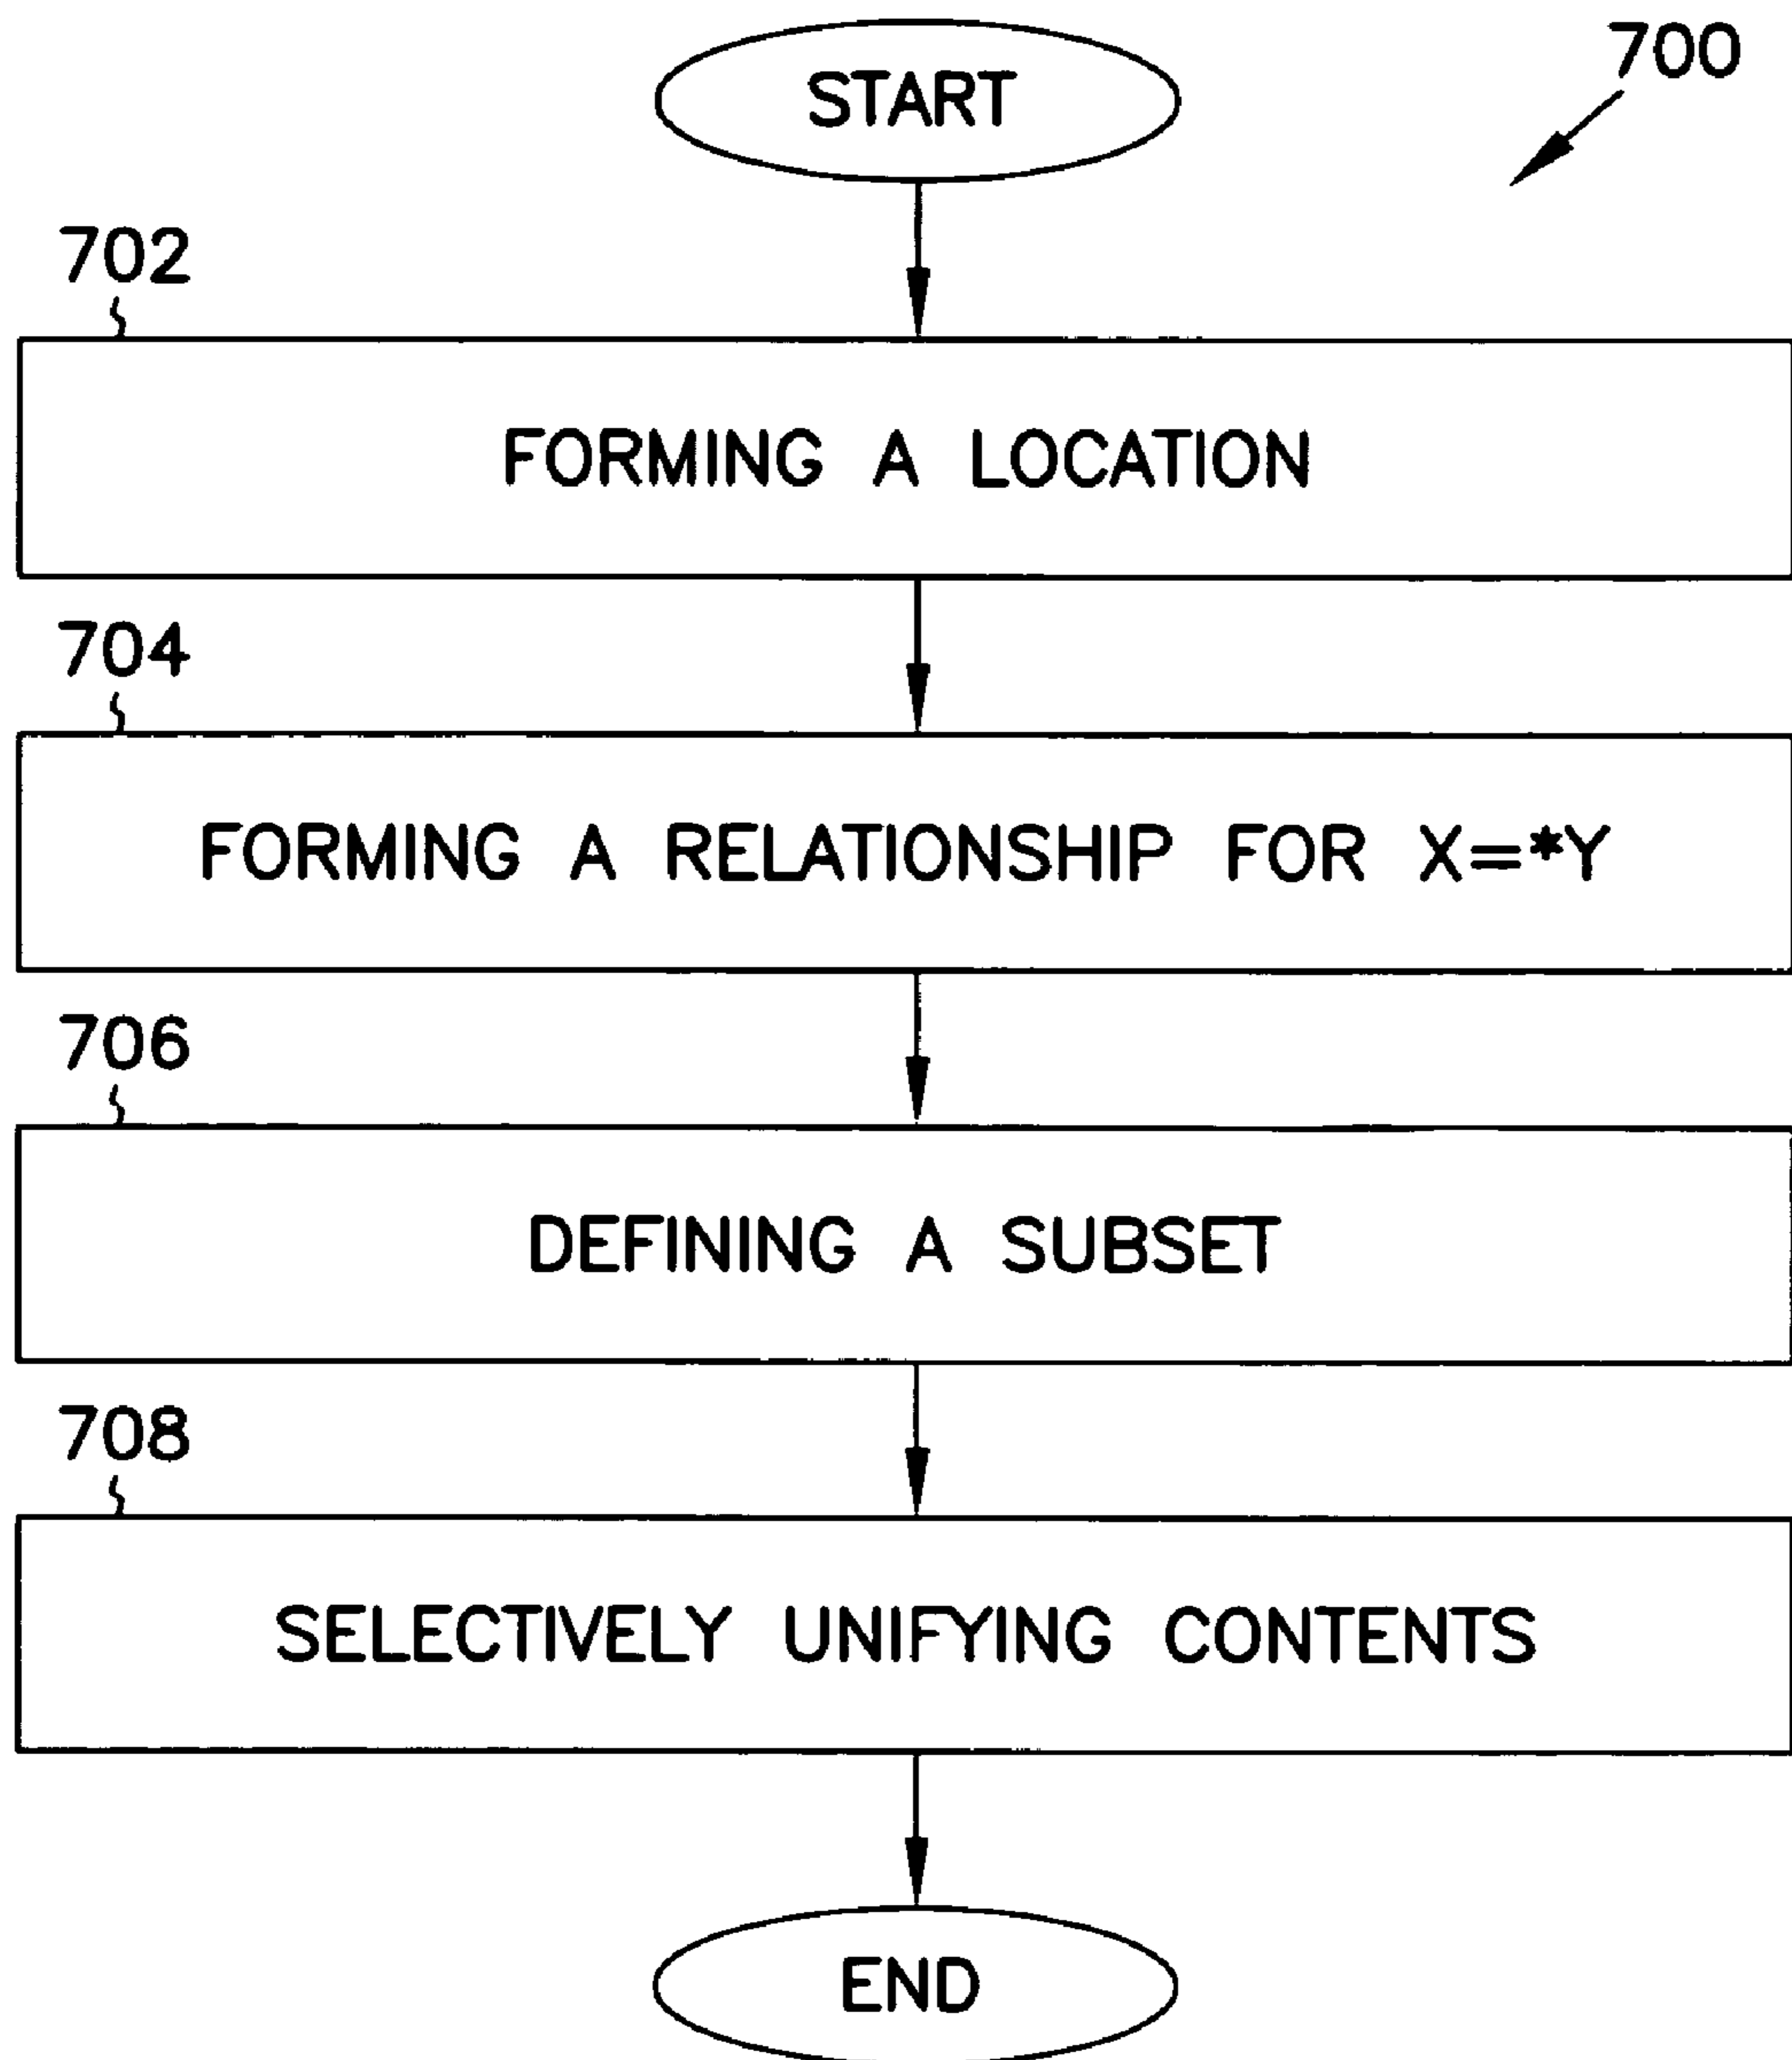 START
700
702
FORMING A LOCATION
704
FORMING A RELATIONSHIP FOR X=*Y
706
DEFINING A SUBSET
708
SELECTIVELY UNIFYING CONTENTS
END